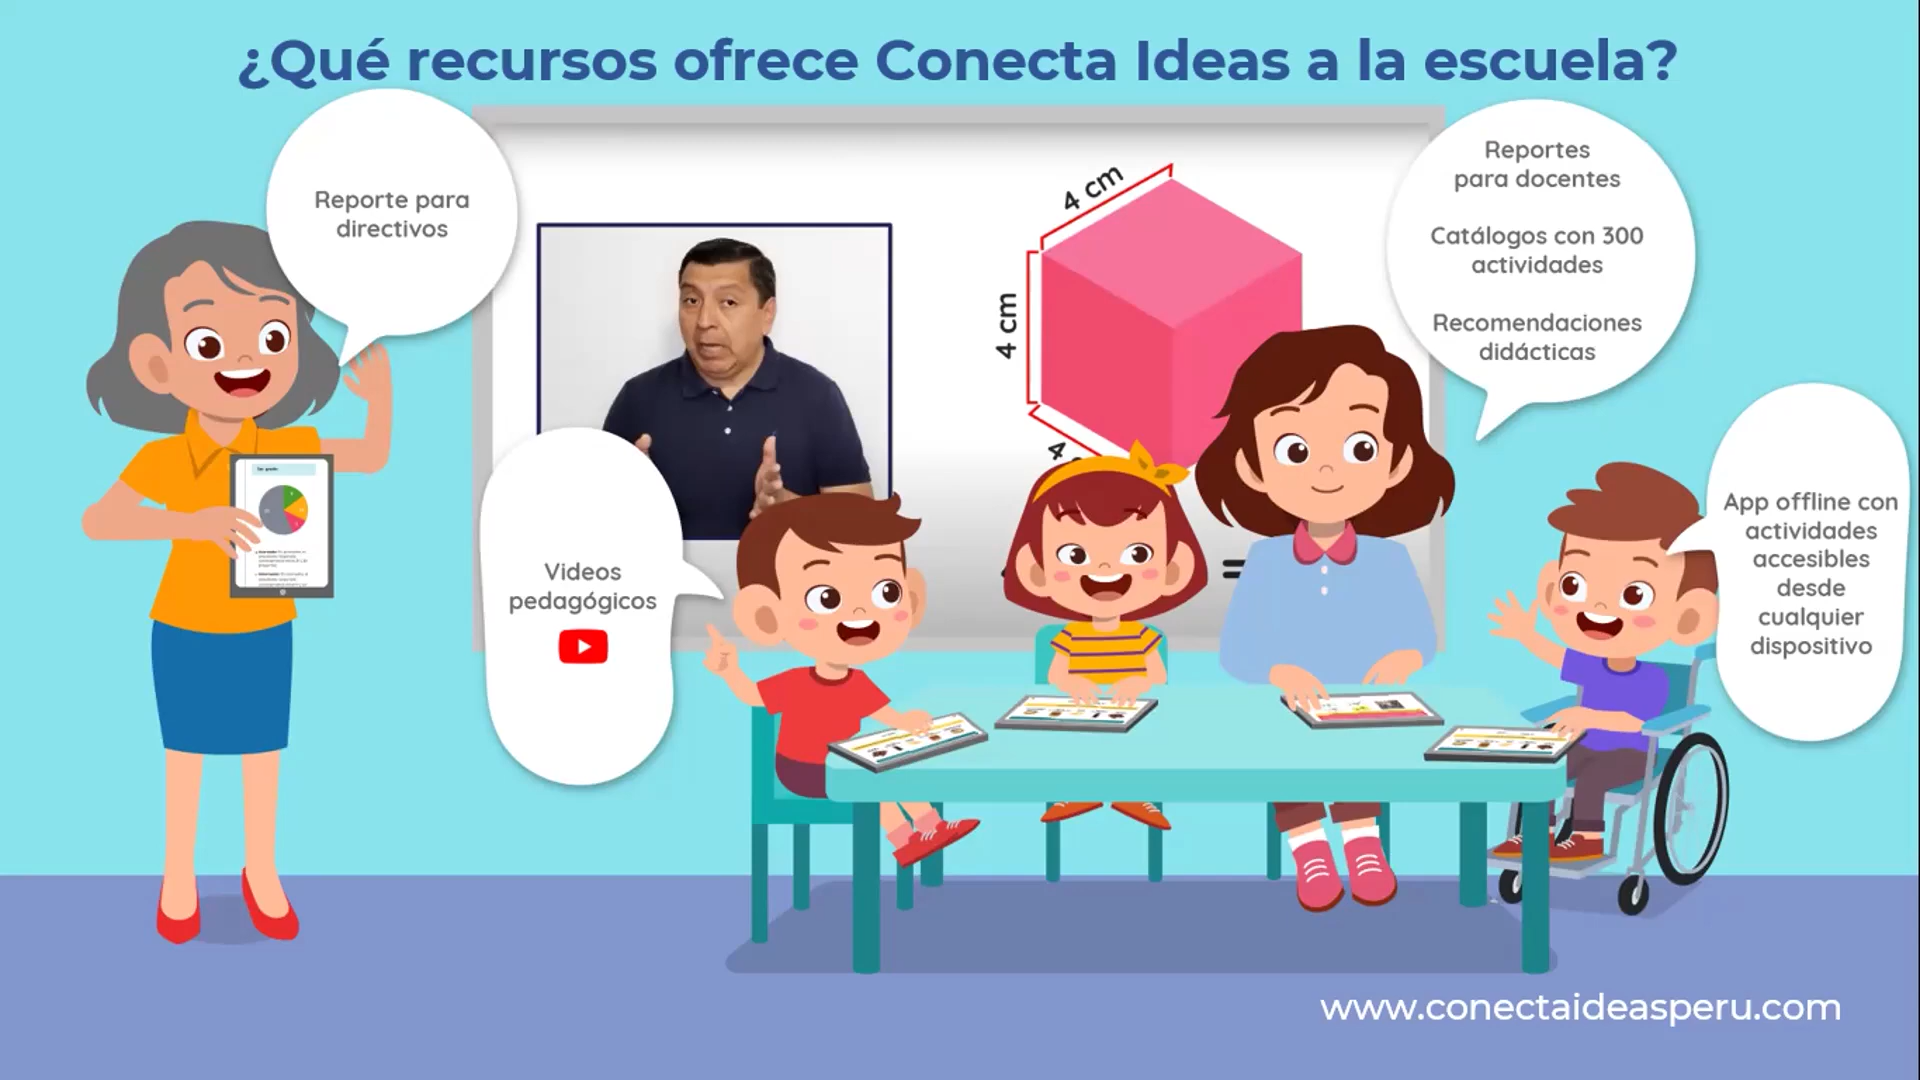 ¿Qué recursos ofrece Conecta Ideas a la escuela?
Reporte para
directivos
4 cm
4 cm
4
Reportes
para docentes
Catálogos con 300
actividades
Recomendaciones
didácticas
App offline con
actividades
accesibles
desde
cualquier
dispositivo
Videos
pedagógicos
=
www.conectaideasperu.com